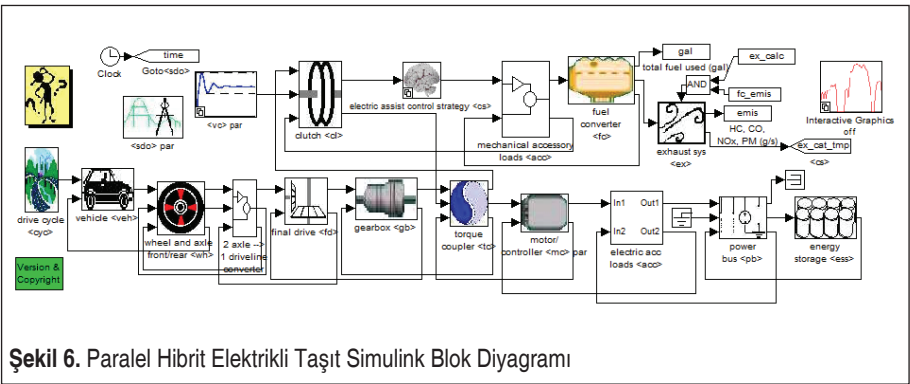 Clock
time
Goto<sdo>
<sdo> par
<vc> par
clutch <cl>
electric assist control strategy <cs>
mechanical accessory
loads <acc>
fuel
converter
<fc>
gal
total fuel used (gal)
ex_calc
AND
fc_emis
emis
HC, CO,
NOx, PM (g/s)
ex_cat_tmp
<cs>
exhaust sys
<ex>
Interactive Graphics
off
drive cycle
<cyc>
vehicle <veh>
wheel and axle
front/rear <wh>
2 axle -->
1 driveline
converter
final drive <fd>
gearbox <gb>
torque
coupler <tc>
motor/
controller <mc> par
In1 Out1
In2 Out2
electric acc
loads <acc>
power
bus <pb>
energy
storage <ess>
Version &
Copyright
Şekil 6. Paralel Hibrit Elektrikli Taşıt Simulink Blok Diyagramı